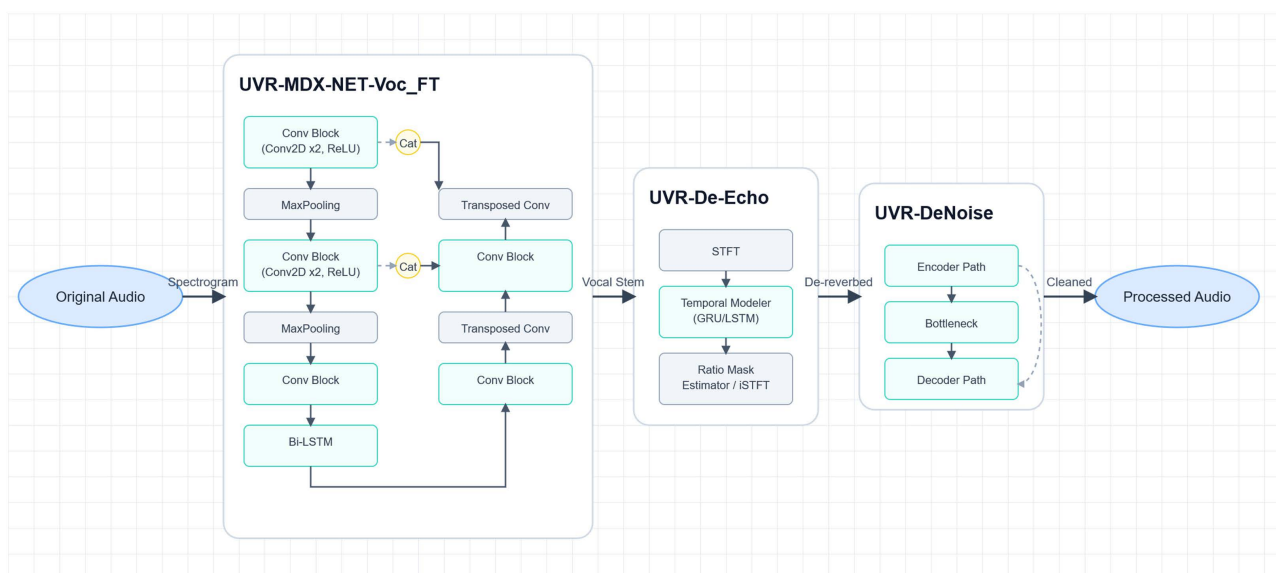 Original Audio
Spectrogram
UVR-MDX-NET-Voc_FT
Conv Block
(Conv2D x2, ReLU)
Cat
MaxPooling
Transposed Conv
Conv Block
(Conv2D x2, ReLU)
Cat
Conv Block
MaxPooling
Transposed Conv
Conv Block
Conv Block
Bi-LSTM
Vocal Stem
UVR-De-Echo
STFT
Temporal Modeler
(GRU/LSTM)
Ratio Mask
Estimator / iSTFT
De-reverbed
UVR-DeNoise
Encoder Path
Bottleneck
Decoder Path
Cleaned
Processed Audio